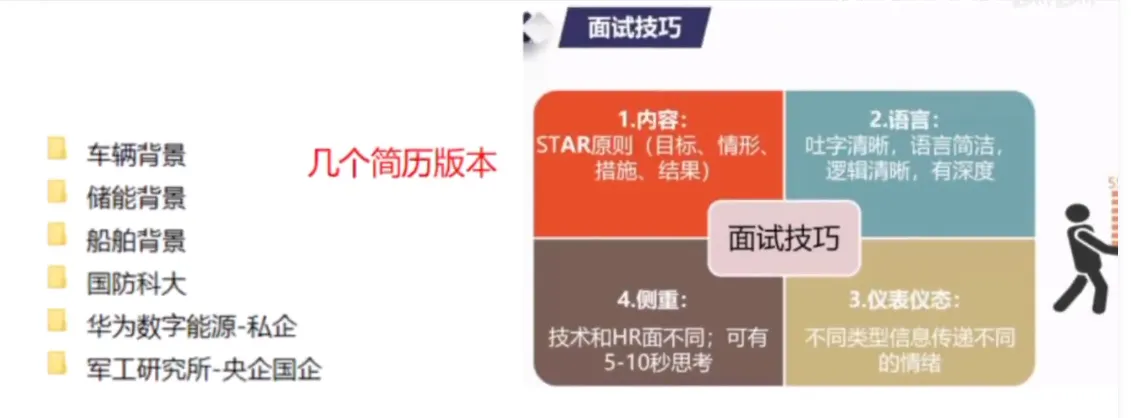 车辆背景
储能背景
船舶背景
国防科大
华为数字能源-私企
军工研究所-央企国企
几个简历版本
面试技巧
1.内容：
STAR原则（目标、情形、
措施、结果）
2.语言：
吐字清晰，语言简洁，
逻辑清晰，有深度
面试技巧
4.侧重：
技术和HR面不同；可有
5-10秒思考
3.仪表仪态：
不同类型信息传递不同
的情绪